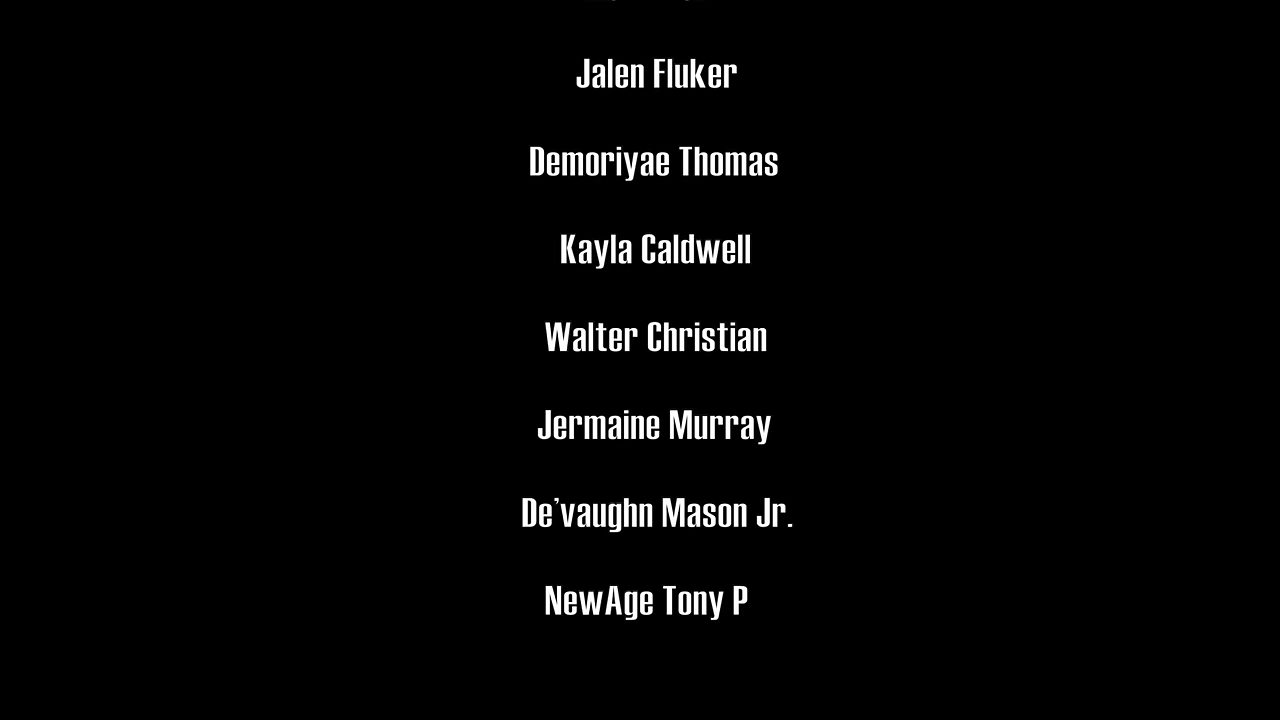 Jalen Fluker
Demoriyae Thomas
Kayla Caldwell
Walter Christian
Jermaine Murray
De'vaughn Mason Jr.
NewAge Tony P